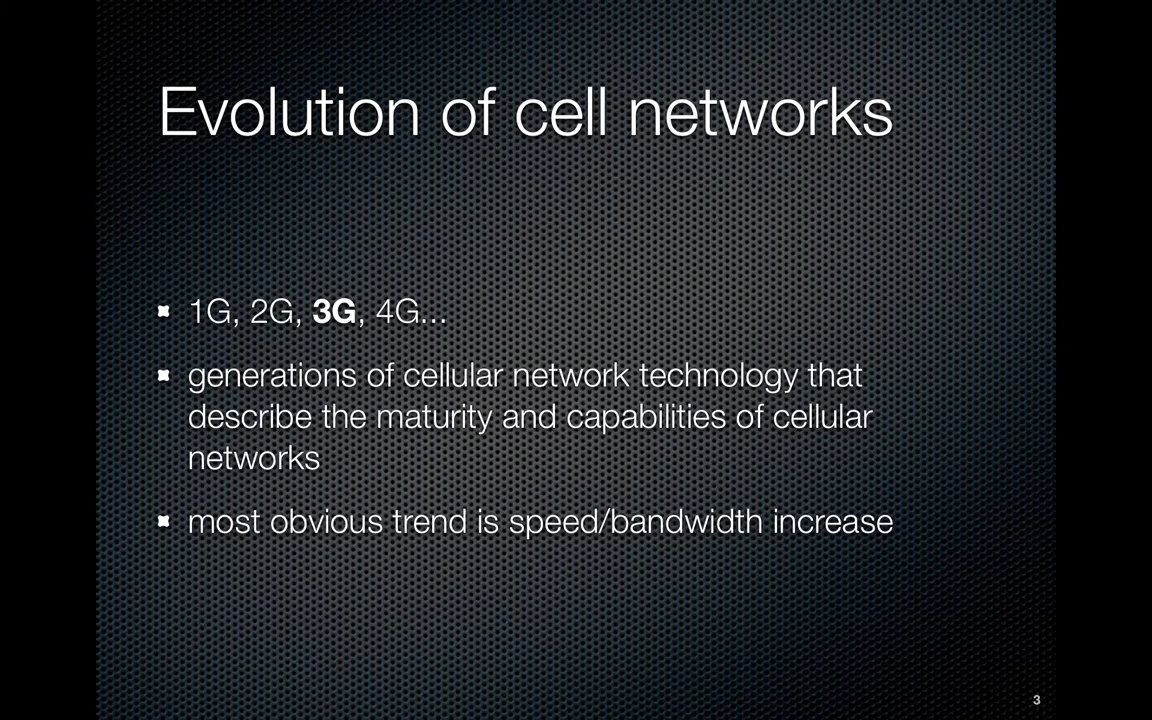 Evolution of cell networks
1G, 2G, 3G, 4G...
generations of cellular network technology that
describe the maturity and capabilities of cellular
networks
most obvious trend is speed/bandwidth increase
3